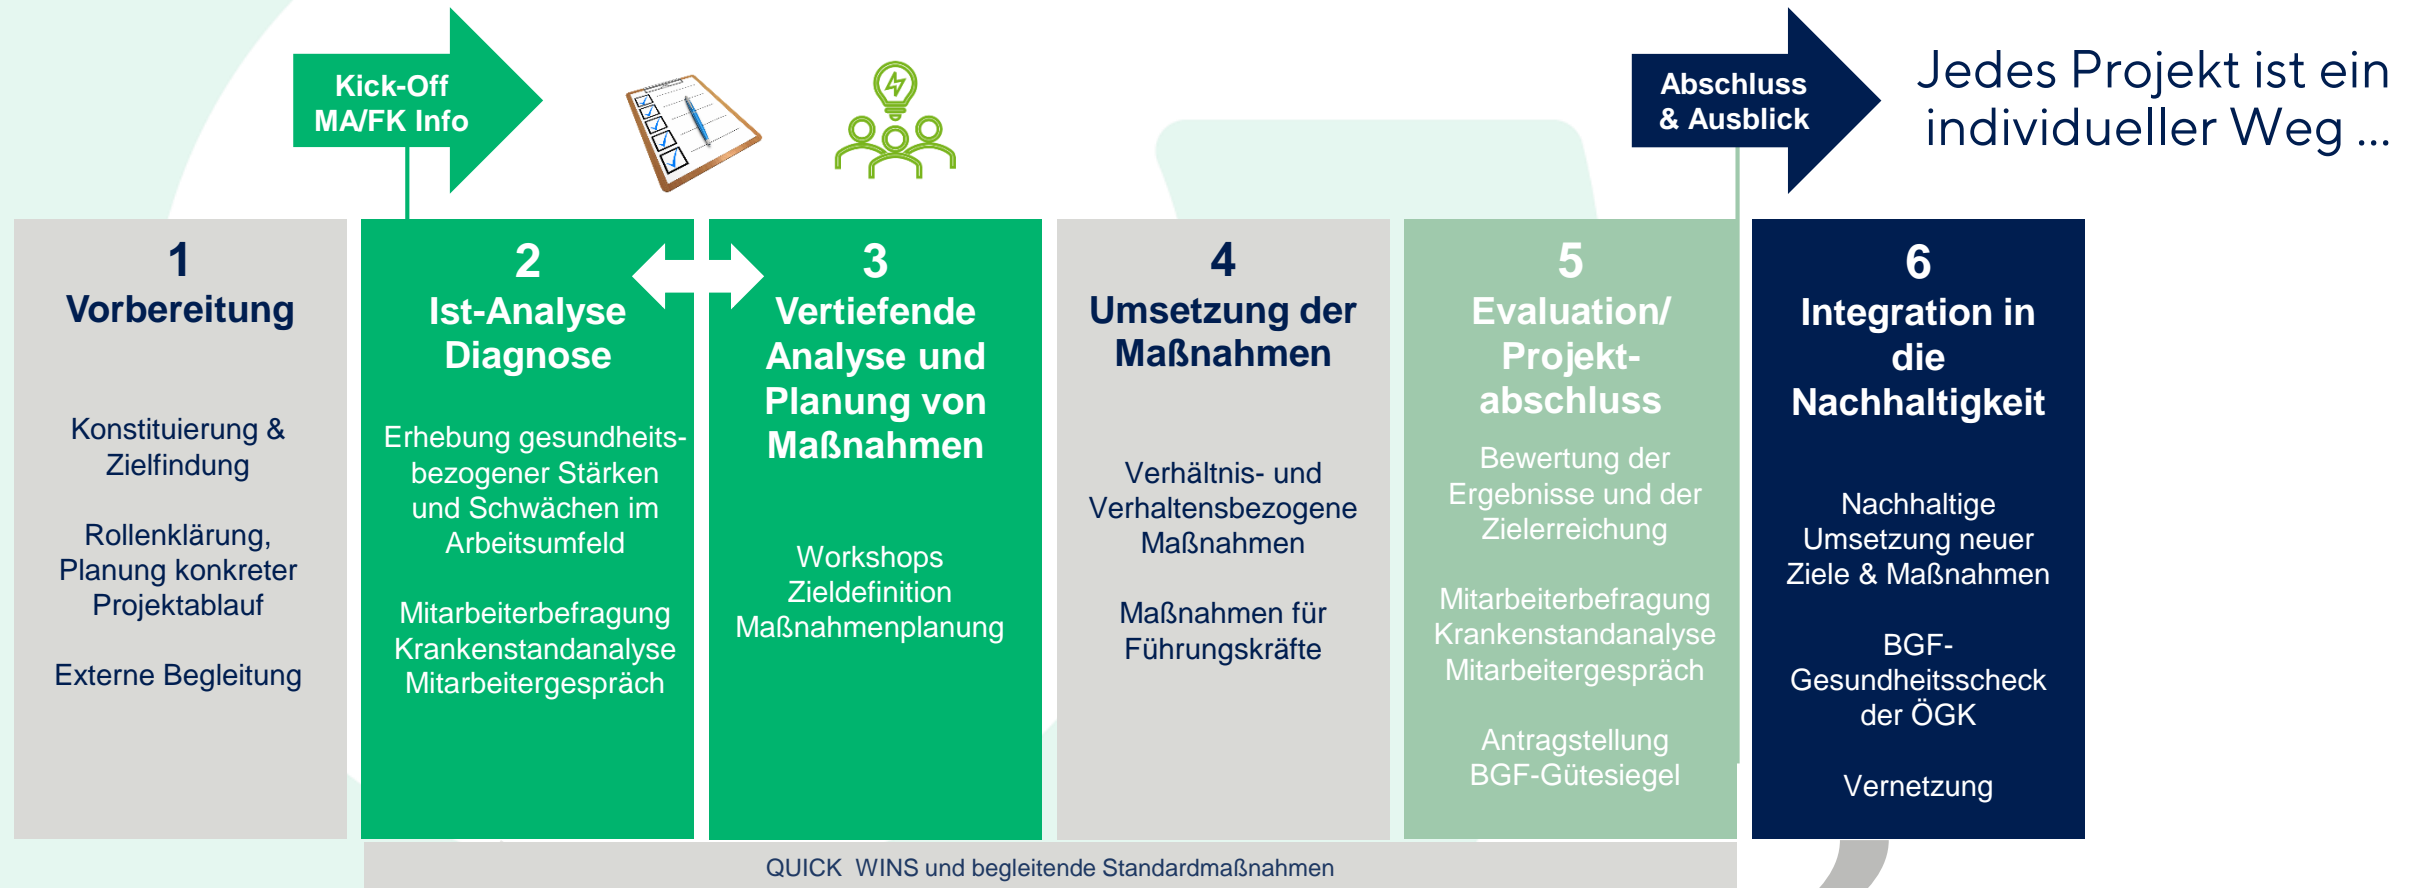 Kick-Off
MA/FK Info
Abschluss
& Ausblick
Jedes Projekt ist ein
individueller Weg ...
1
Vorbereitung
Konstituierung &
Zielfindung
Rollenklärung,
Planung konkreter
Projektablauf
Externe Begleitung
2
Ist-Analyse
Diagnose
Erhebung gesundheits-
bezogener Stärken
und Schwächen im
Arbeitsumfeld
Mitarbeiterbefragung
Krankenstandanalyse
Mitarbeitergespräch
3
Vertiefende
Analyse und
Planung von
Maßnahmen
Workshops
Zieldefinition
Maßnahmenplanung
4
Umsetzung der
Maßnahmen
Verhältnis- und
Verhaltensbezogene
Maßnahmen
Maßnahmen für
Führungskräfte
5
Evaluation/
Projekt-
abschluss
Bewertung der
Ergebnisse und der
Zielerreichung
Mitarbeiterbefragung
Krankenstandanalyse
Mitarbeitergespräch
Antragstellung
BGF-Gütesiegel
6
Integration in
die
Nachhaltigkeit
Nachhaltige
Umsetzung neuer
Ziele & Maßnahmen
BGF-
Gesundheitsscheck
der ÖGK
Vernetzung
QUICK WINS und begleitende Standardmaßnahmen